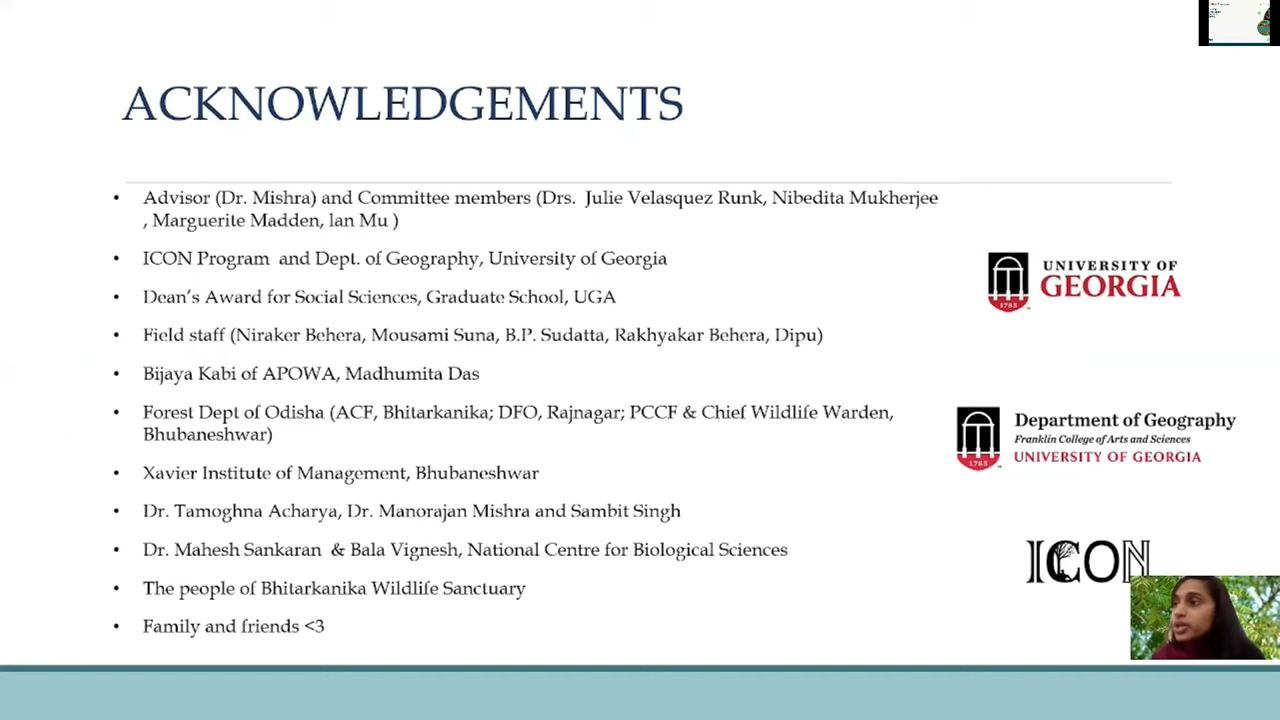 ACKNOWLEDGEMENTS
• Advisor (Dr. Mishra) and Committee members (Drs.  Julie Velasquez Runk, Nibedita Mukherjee
, Marguerite Madden, lan Mu )
• ICON Program  and Dept. of Geography, University of Georgia
• Dean’s Award for Social Sciences, Graduate School, UGA
• Field staff (Niraker Behera, Mousami Suna, B.P. Sudatta, Rakhyakar Behera, Dipu)
• Bijaya Kabi of APOWA, Madhumita Das
• Forest Dept of Odisha (ACF, Bhitarkanika; DFO, Rajnagar; PCCF & Chief Wildlife Warden,
Bhubaneshwar)
• Xavier Institute of Management, Bhubaneshwar
• Dr. Tamoghna Acharya, Dr. Manorajan Mishra and Sambit Singh
• Dr. Mahesh Sankaran  & Bala Vignesh, National Centre for Biological Sciences
• The people of Bhitarkanika Wildlife Sanctuary
• Family and friends <3
UNIVERSITY OF
GEORGIA
1785
Department of Geography
Franklin College of Arts and Sciences
UNIVERSITY OF GEORGIA
1785
ICON